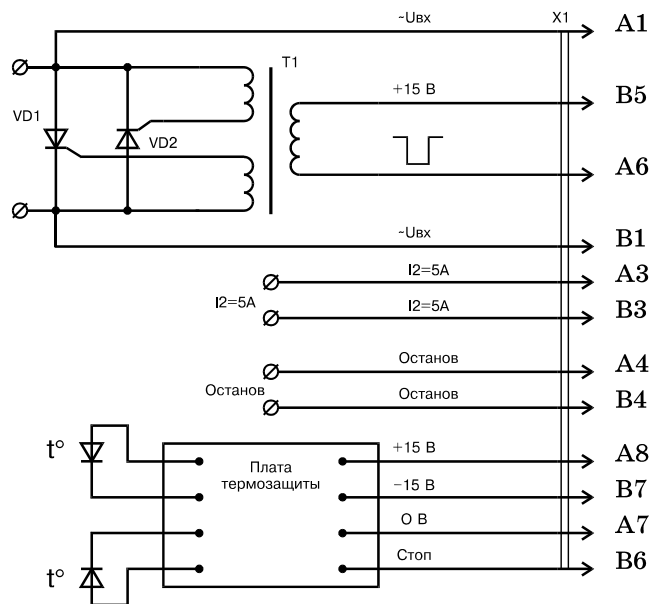 ~Uвх X1 A1
T1
+15 В B5
VD1
VD2
A6
~Uвх B1
I2=5A A3
I2=5A
I2=5A B3
Останов A4
Останов
Останов B4
t° +15 В A8
Плата
термозащиты
−15 В B7
О В A7
t° Стоп B6